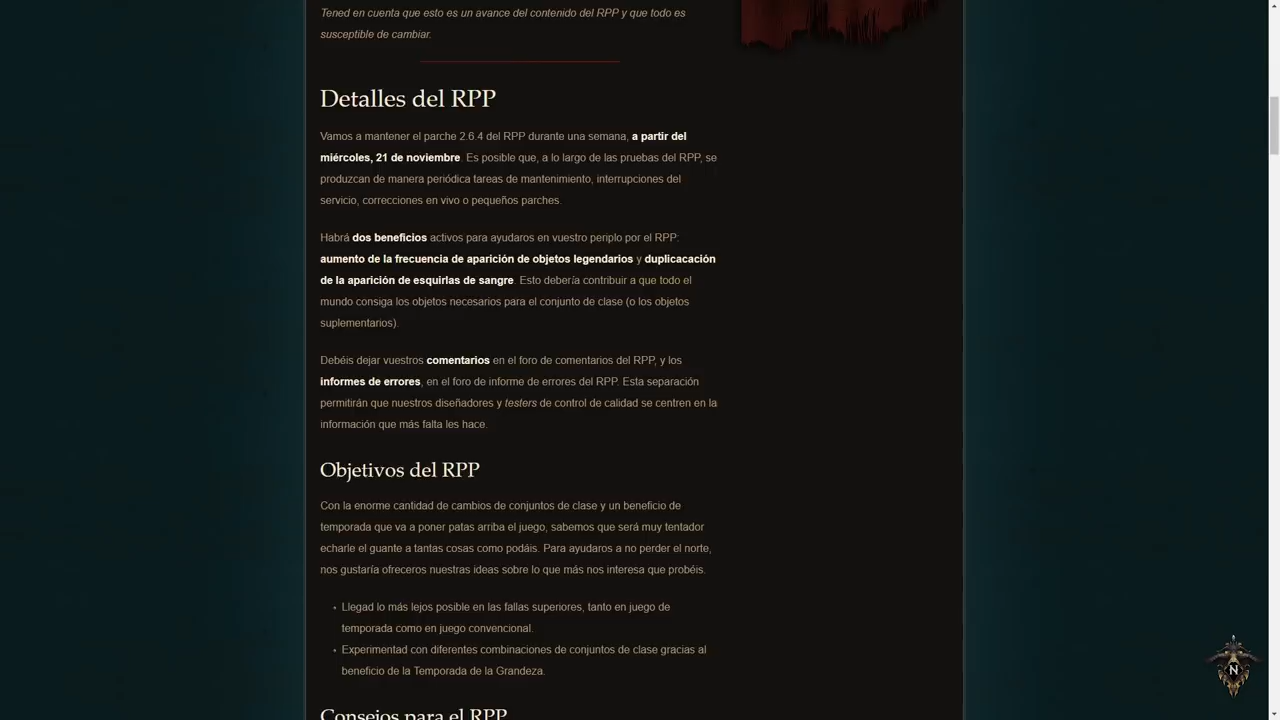 Tened en cuenta que esto es un avance del contenido del RPP y que todo es
susceptible de cambiar.
Detalles del RPP
Vamos a mantener el parche 2.6.4 del RPP durante una semana, a partir del
miércoles, 21 de noviembre. Es posible que, a lo largo de las pruebas del RPP, se
produzcan de manera periódica tareas de mantenimiento, interrupciones del
servicio, correcciones en vivo o pequeños parches.
Habrá dos beneficios activos para ayudaros en vuestro periplo por el RPP:
aumento de la frecuencia de aparición de objetos legendarios y duplicacación
de la aparición de esquirlas de sangre. Esto debería contribuir a que todo el
mundo consiga los objetos necesarios para el conjunto de clase (o los objetos
suplementarios).
Debéis dejar vuestros comentarios en el foro de comentarios del RPP, y los
informes de errores, en el foro de informe de errores del RPP. Esta separación
permitirán que nuestros diseñadores y testers de control de calidad se centren en la
información que más falta les hace.
Objetivos del RPP
Con la enorme cantidad de cambios de conjuntos de clase y un beneficio de
temporada que va a poner patas arriba el juego, sabemos que será muy tentador
echarle el guante a tantas cosas como podáis. Para ayudaros a no perder el norte,
nos gustaría ofreceros nuestras ideas sobre lo que más nos interesa que probéis.
• Llegad lo más lejos posible en las fallas superiores, tanto en juego de
temporada como en juego convencional.
• Experimentad con diferentes combinaciones de conjuntos de clase gracias al
beneficio de la Temporada de la Grandeza.
Consejos para el RPP
N